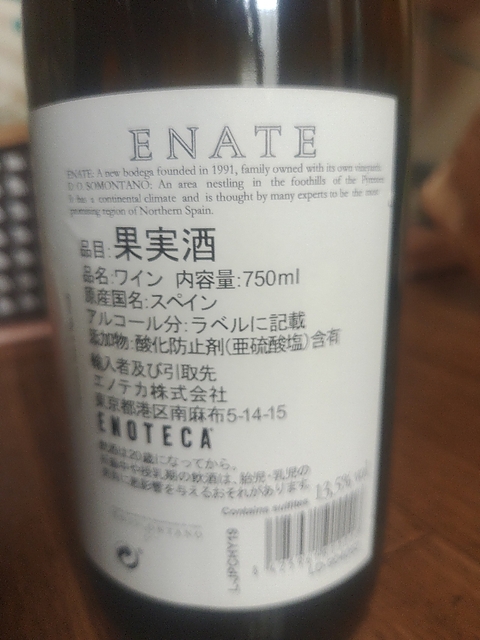 ENATE
ENATE: A new bodega founded in 1991, family owned with its own vineyards.
D.O. SOMONTANO: An area nestling in the foothills of the Pyrenees.
It has a continental climate and is thought by many experts to be the most
promising region of Northern Spain.
品目:果実酒
品名:ワイン 内容量:750ml
原産国名:スペイン
アルコール分:ラベルに記載
添加物:酸化防止剤(亜硫酸塩)含有
輸入者及び引取先
エノテカ株式会社
東京都港区南麻布5-14-15
ENOTECA
飲酒は20歳になってから。
妊娠中や授乳期の飲酒は、胎児・乳児の
発育に悪影響を与えるおそれがあります。
13,5% vol.
Contains sulfites